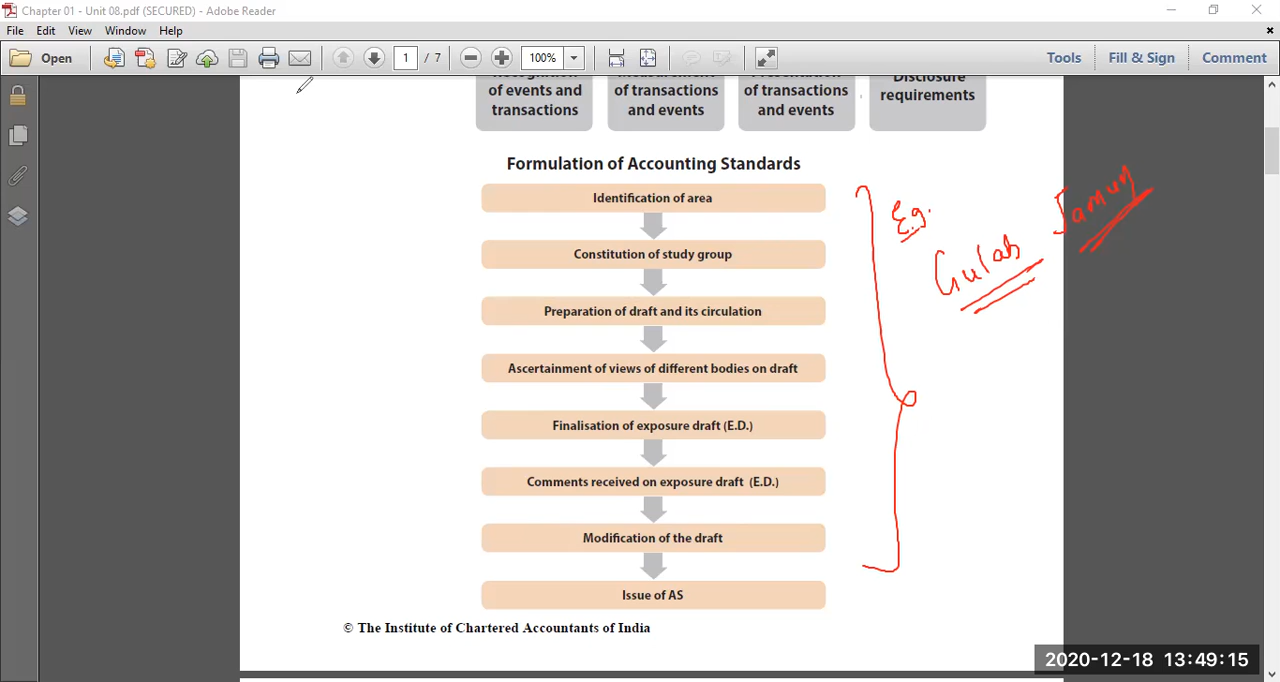 Chapter 01 - Unit 08.pdf (SECURED) - Adobe Reader
File Edit View Window Help
Open 1 / 7 100% Tools Fill & Sign Comment
Recognition Measurement Presentation Disclosure
of events and of transactions of transactions requirements
transactions and events and events
Formulation of Accounting Standards
Identification of area
Constitution of study group
Preparation of draft and its circulation
Ascertainment of views of different bodies on draft
Finalisation of exposure draft (E.D.)
Comments received on exposure draft (E.D.)
Modification of the draft
Issue of AS
E.g.
Gulab Jamun
© The Institute of Chartered Accountants of India
2020-12-18 13:49:15